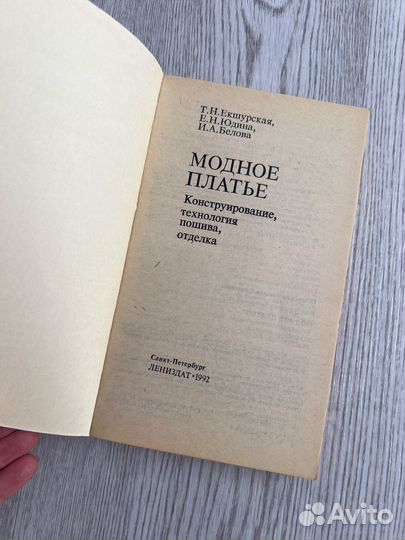 Т.Н.Екшурская,
Е.Н.Юдина,
И.А.Белова
МОДНОЕ
ПЛАТЬЕ
Конструирование,
технология
пошива,
отделка
Санкт-Петербург
ЛЕНИЗДАТ•1992
Avito